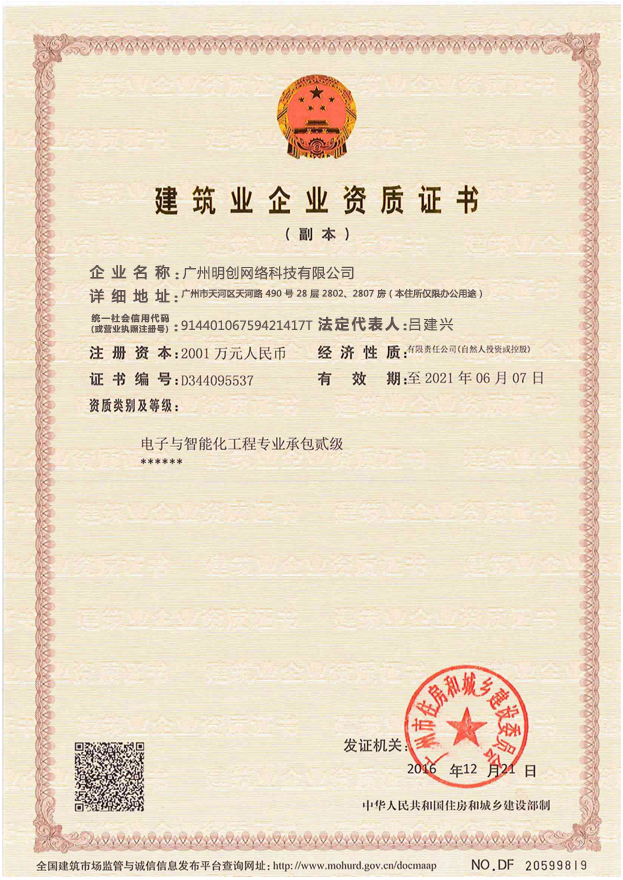 建筑业企业资质证书
（副本）
企业名称：广州明创网络科技有限公司
详细地址：广州市天河区天河路 490 号 28 层 2802、2807 房（本住所仅限办公用途）
统一社会信用代码
(或营业执照注册号)：91440106759421417T 法定代表人：吕建兴
注册资本：2001 万元人民币 经济性质：有限责任公司(自然人投资或控股)
证书编号：D344095537 有效期：至 2021 年 06 月 07 日
资质类别及等级：
电子与智能化工程专业承包贰级
******
广州市住房和城乡建设委员会
发证机关：
2016 年12 月21 日
中华人民共和国住房和城乡建设部制
全国建筑市场监管与诚信信息发布平台查询网址：http://www.mohurd.gov.cn/docmaap
NO.DF 20599819